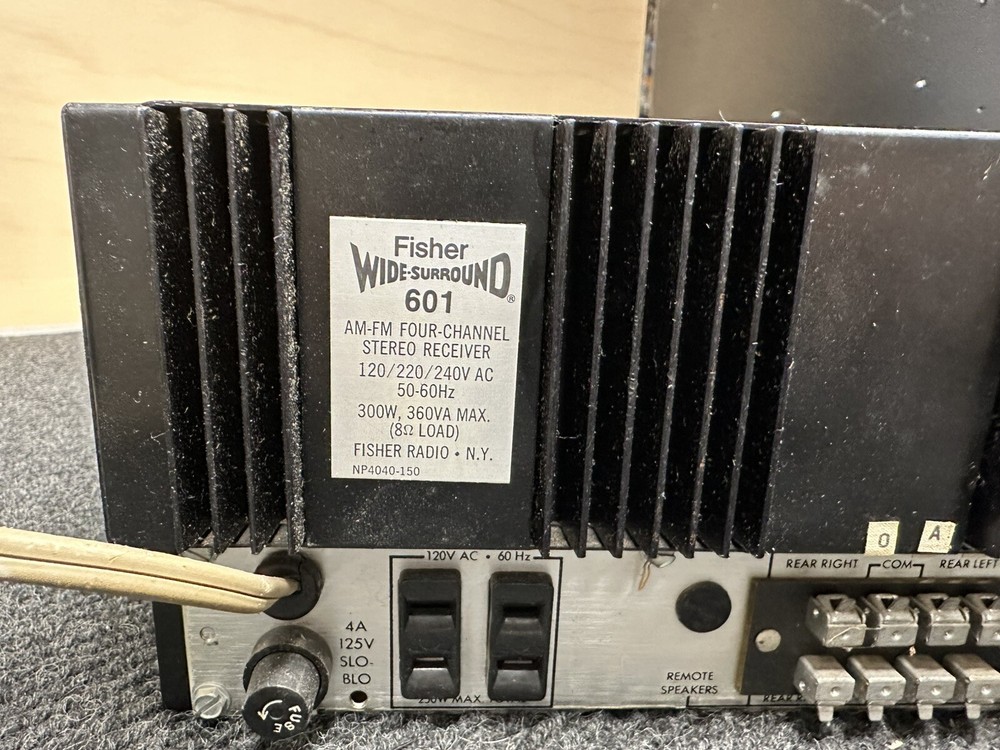 Fisher
WIDE-SURROUND®
601
AM-FM FOUR-CHANNEL
STEREO RECEIVER
120/220/240V AC
50-60Hz
300W, 360VA MAX.
(8Ω LOAD)
FISHER RADIO • N.Y.
NP4040-150
O
A
120V AC • 60 Hz
REAR RIGHT
COM
REAR LEFT
4A
125V
SLO-
BLO
REMOTE
SPEAKERS
FUSE